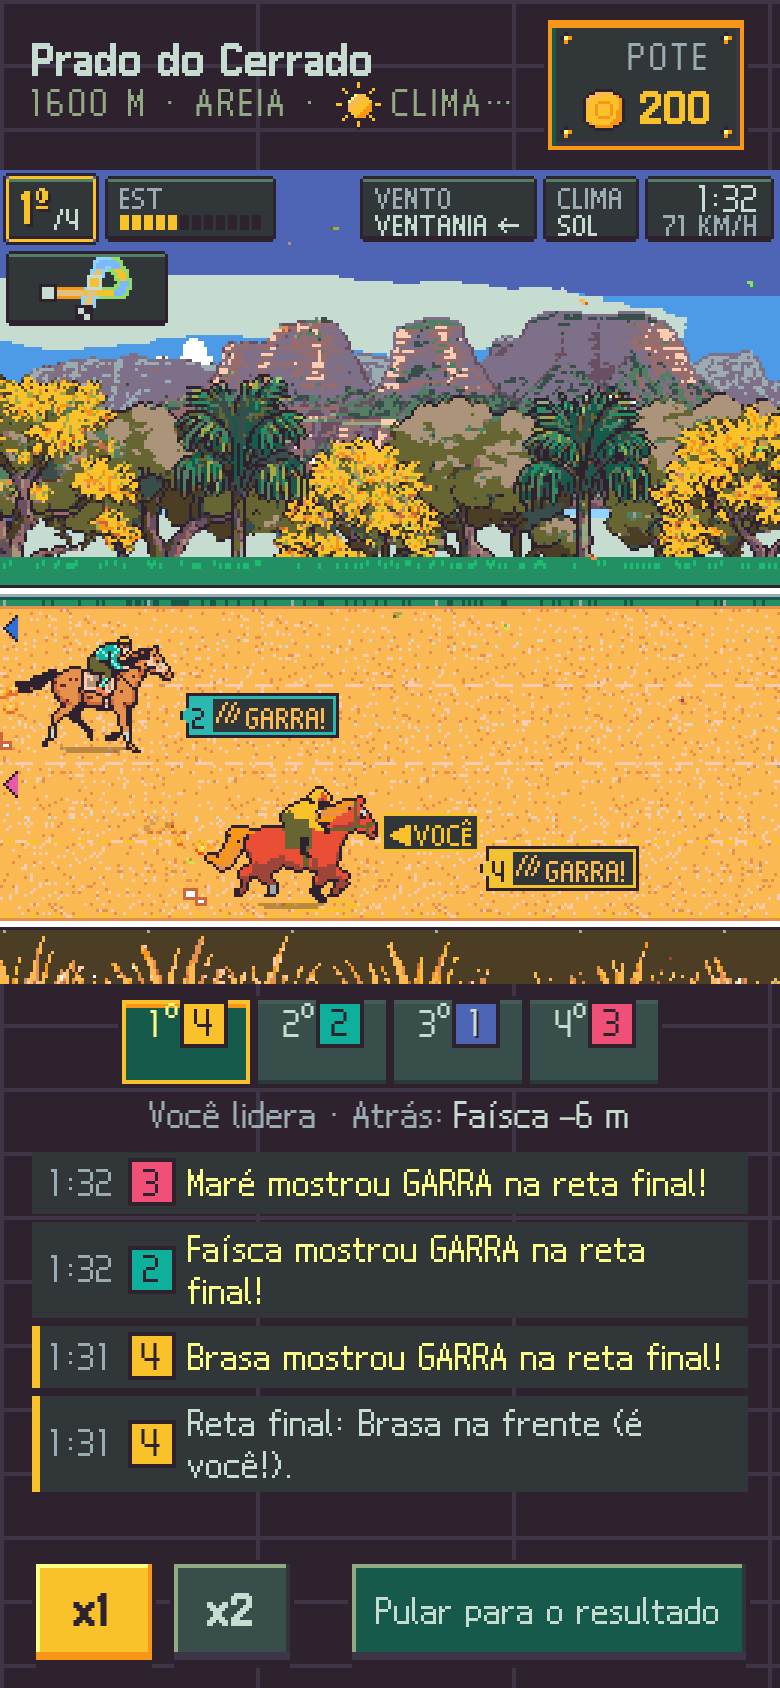 Prado do Cerrado
POTE
1600 M · AREIA · CLIMA···
200
1º/4
EST
VENTO
VENTANIA ←
CLIMA
SOL
1:32
71 KM/H
2 GARRA!
VOCÊ
4 GARRA!
1º 4
2º 2
3º 1
4º 3
Você lidera · Atrás: Faísca –6 m
1:32 3 Maré mostrou GARRA na reta final!
1:32 2 Faísca mostrou GARRA na reta
final!
1:31 4 Brasa mostrou GARRA na reta final!
1:31 4 Reta final: Brasa na frente (é
você!).
x1
x2
Pular para o resultado